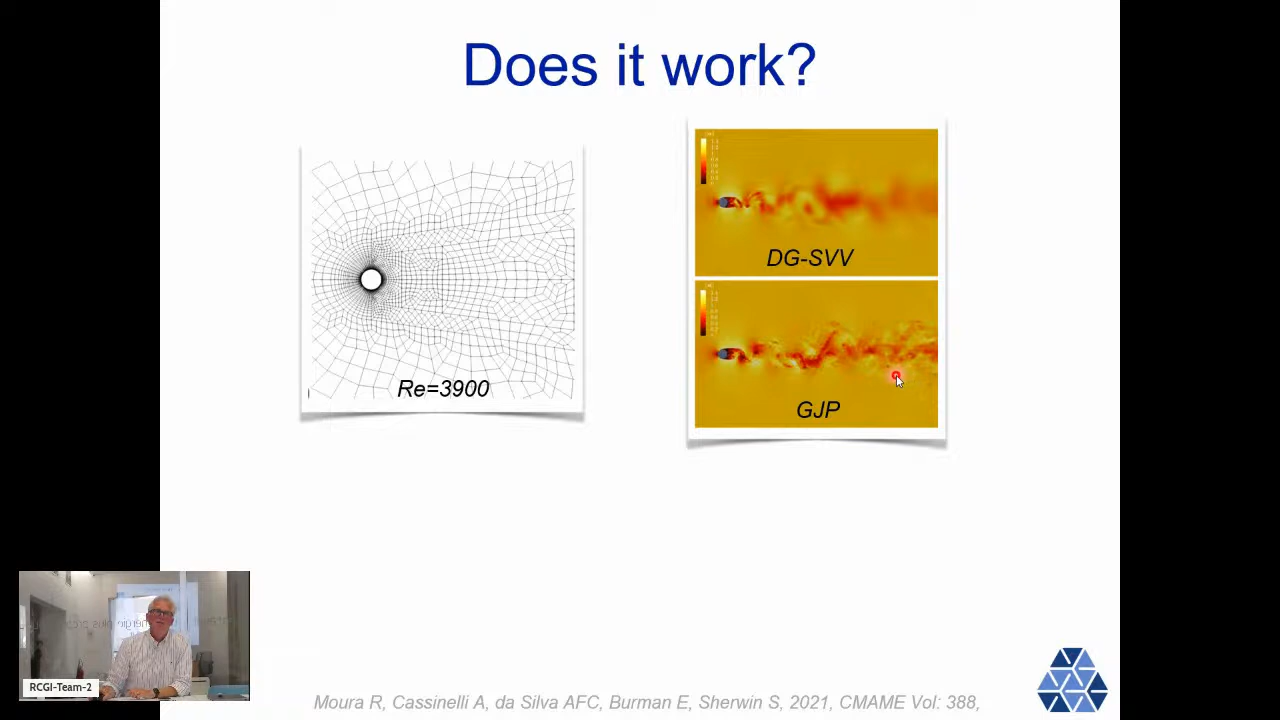 Does it work?
Re=3900
DG-SVV
GJP
RCGI-Team-2
Moura R, Cassinelli A, da Silva AFC, Burman E, Sherwin S, 2021, CMAME Vol: 388,